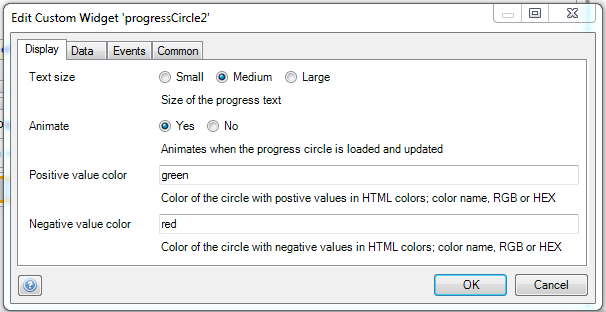 Edit Custom Widget 'progressCircle2'
Display Data Events Common
Text size Small Medium Large
Size of the progress text
Animate Yes No
Animates when the progress circle is loaded and updated
Positive value color green
Color of the circle with postive values in HTML colors; color name, RGB or HEX
Negative value color red
Color of the circle with negative values in HTML colors; color name, RGB or HEX
? OK Cancel